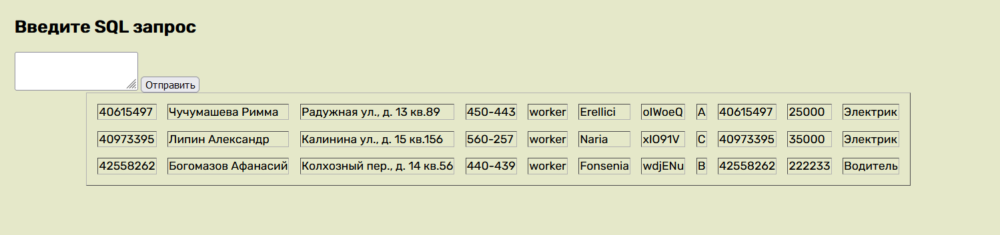 Введите SQL запрос
Отправить
40615497 Чучумашева Римма Радужная ул., д. 13 кв.89 450-443 worker Erellici oIWoeQ A 40615497 25000 Электрик
40973395 Липин Александр Калинина ул., д. 15 кв.156 560-257 worker Naria xIO91V C 40973395 35000 Электрик
42558262 Богомазов Афанасий Колхозный пер., д. 14 кв.56 440-439 worker Fonsenia wdjENu B 42558262 222233 Водитель